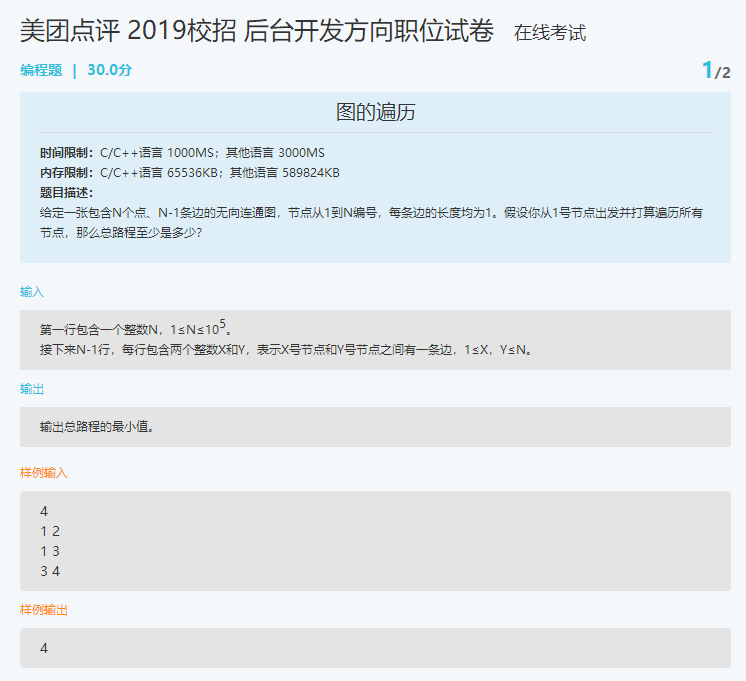 美团点评 2019校招 后台开发方向职位试卷 在线考试
编程题 | 30.0分 1/2
图的遍历
时间限制：C/C++语言 1000MS；其他语言 3000MS
内存限制：C/C++语言 65536KB；其他语言 589824KB
题目描述：
给定一张包含N个点、N-1条边的无向连通图，节点从1到N编号，每条边的长度均为1。假设你从1号节点出发并打算遍历所有
节点，那么总路程至少是多少？
输入
第一行包含一个整数N，1≤N≤10⁵。
接下来N-1行，每行包含两个整数X和Y，表示X号节点和Y号节点之间有一条边，1≤X，Y≤N。
输出
输出总路程的最小值。
样例输入
4
1 2
1 3
3 4
样例输出
4